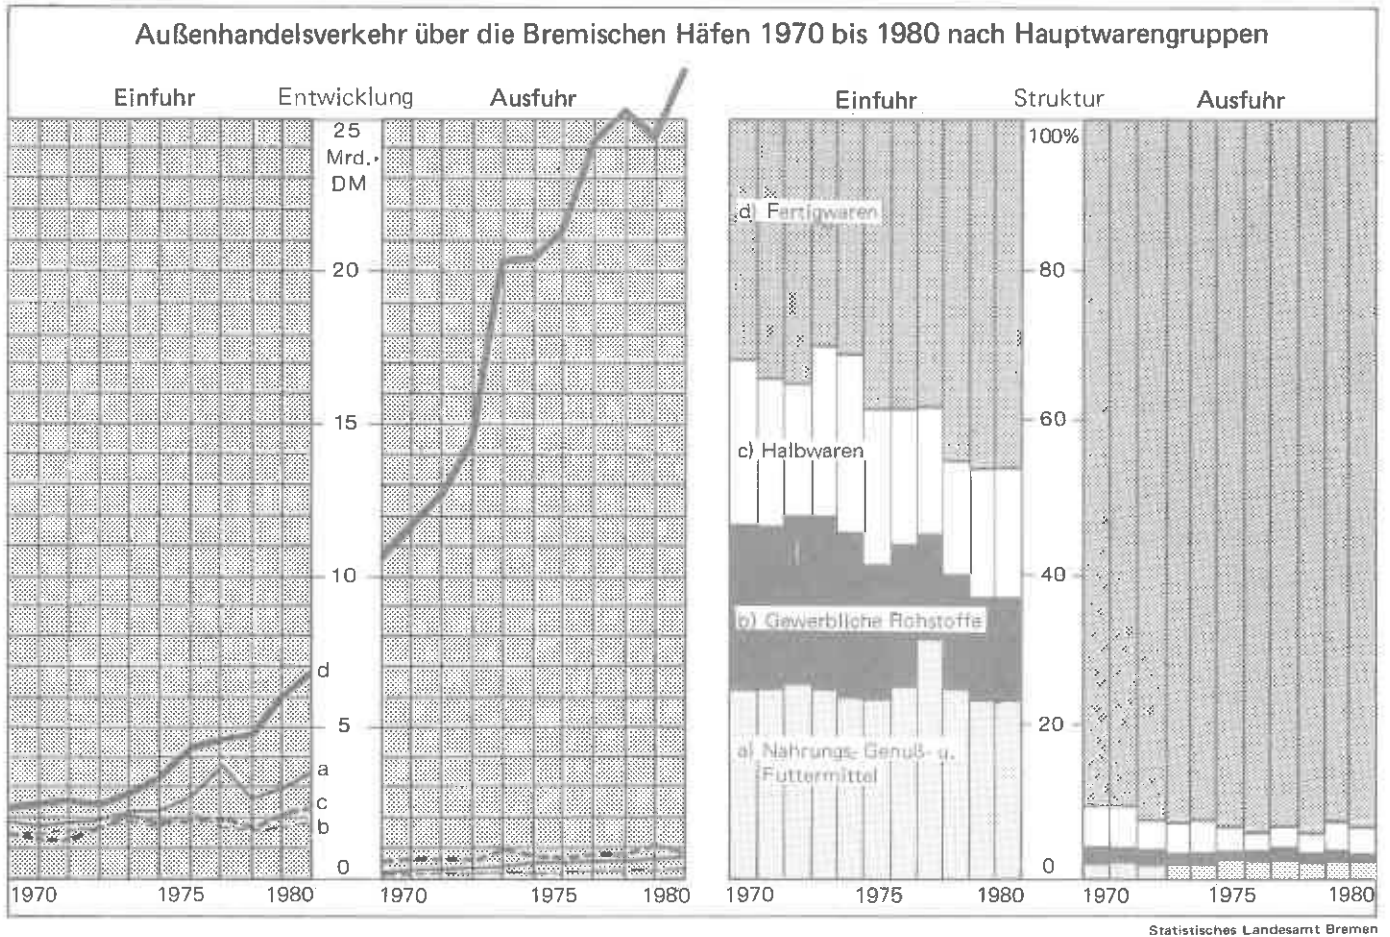 Außenhandelsverkehr über die Bremischen Häfen 1970 bis 1980 nach Hauptwarengruppen
Einfuhr Entwicklung Ausfuhr
25
Mrd.
DM
20
15
10
5
0
d
a
c
b
1970 1975 1980 1970 1975 1980
Einfuhr Struktur Ausfuhr
100%
80
60
40
20
0
d) Fertigwaren
c) Halbwaren
b) Gewerbliche Rohstoffe
a) Nahrungs- Genuß- u.
Futtermittel
1970 1975 1980 1970 1975 1980
Statistisches Landesamt Bremen